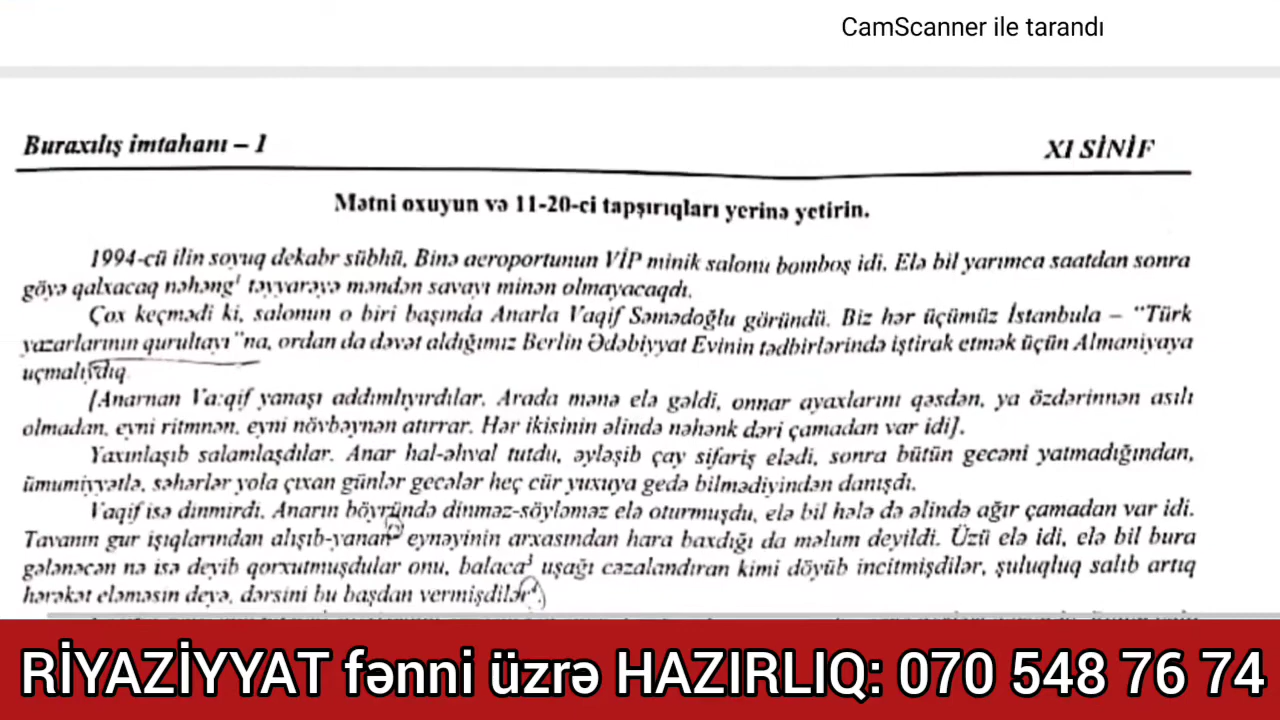 CamScanner ile tarandı
Buraxılış imtahanı – 1
XI SİNİF
Mətni oxuyun və 11-20-ci tapşırıqları yerinə yetirin.
1994-cü ilin soyuq dekabr sübhü. Binə aeroportunun VİP minik salonu bomboş idi. Elə bil yarımca saatdan sonra
göyə qalxacaq nəhəng¹ təyyarəyə məndən savayı minən olmayacaqdı.
Çox keçmədi ki, salonun o biri başında Anarla Vaqif Səmədoğlu göründü. Biz hər üçümüz İstanbula – “Türk
yazarlarının qurultayı”na, ordan da dəvət aldığımız Berlin Ədəbiyyat Evinin tədbirlərində iştirak etmək üçün Almaniyaya
uçmalıydıq.
[Anarnan Va:qif yanaşı addımlıyırdılar. Arada mənə elə gəldi, onnar ayaxlarını qəsdən, ya özdərinnən asılı
olmadan, eyni ritmnən, eyni növbəynən atırrar. Hər ikisinin əlində nəhənk dəri çamadan var idi].
Yaxınlaşıb salamlaşdılar. Anar hal-əhval tutdu, əyləşib çay sifariş elədi, sonra bütün gecəni yatmadığından,
ümumiyyətlə, səhərlər yola çıxan günlər gecələr heç cür yuxuya gedə bilmədiyindən danışdı.
Vaqif isə dinmirdi. Anarın böyründə dinməz-söyləməz elə oturmuşdu, elə bil hələ də əlində ağır çamadan var idi.
Tavanın gur işıqlarından alışıb-yanan eynəyinin arxasından hara baxdığı da məlum deyildi. Üzü elə idi, elə bil bura
gələnəcən nə isə deyib qorxutmuşdular onu, balaca³ uşağı cəzalandıran kimi döyüb incitmişdilər, şuluqluq salıb artıq
hərəkət eləməsin deyə, dərsini bu başdan vermişdilər⁴.
RİYAZİYYAT fənni üzrə HAZIRLIQ: 070 548 76 74